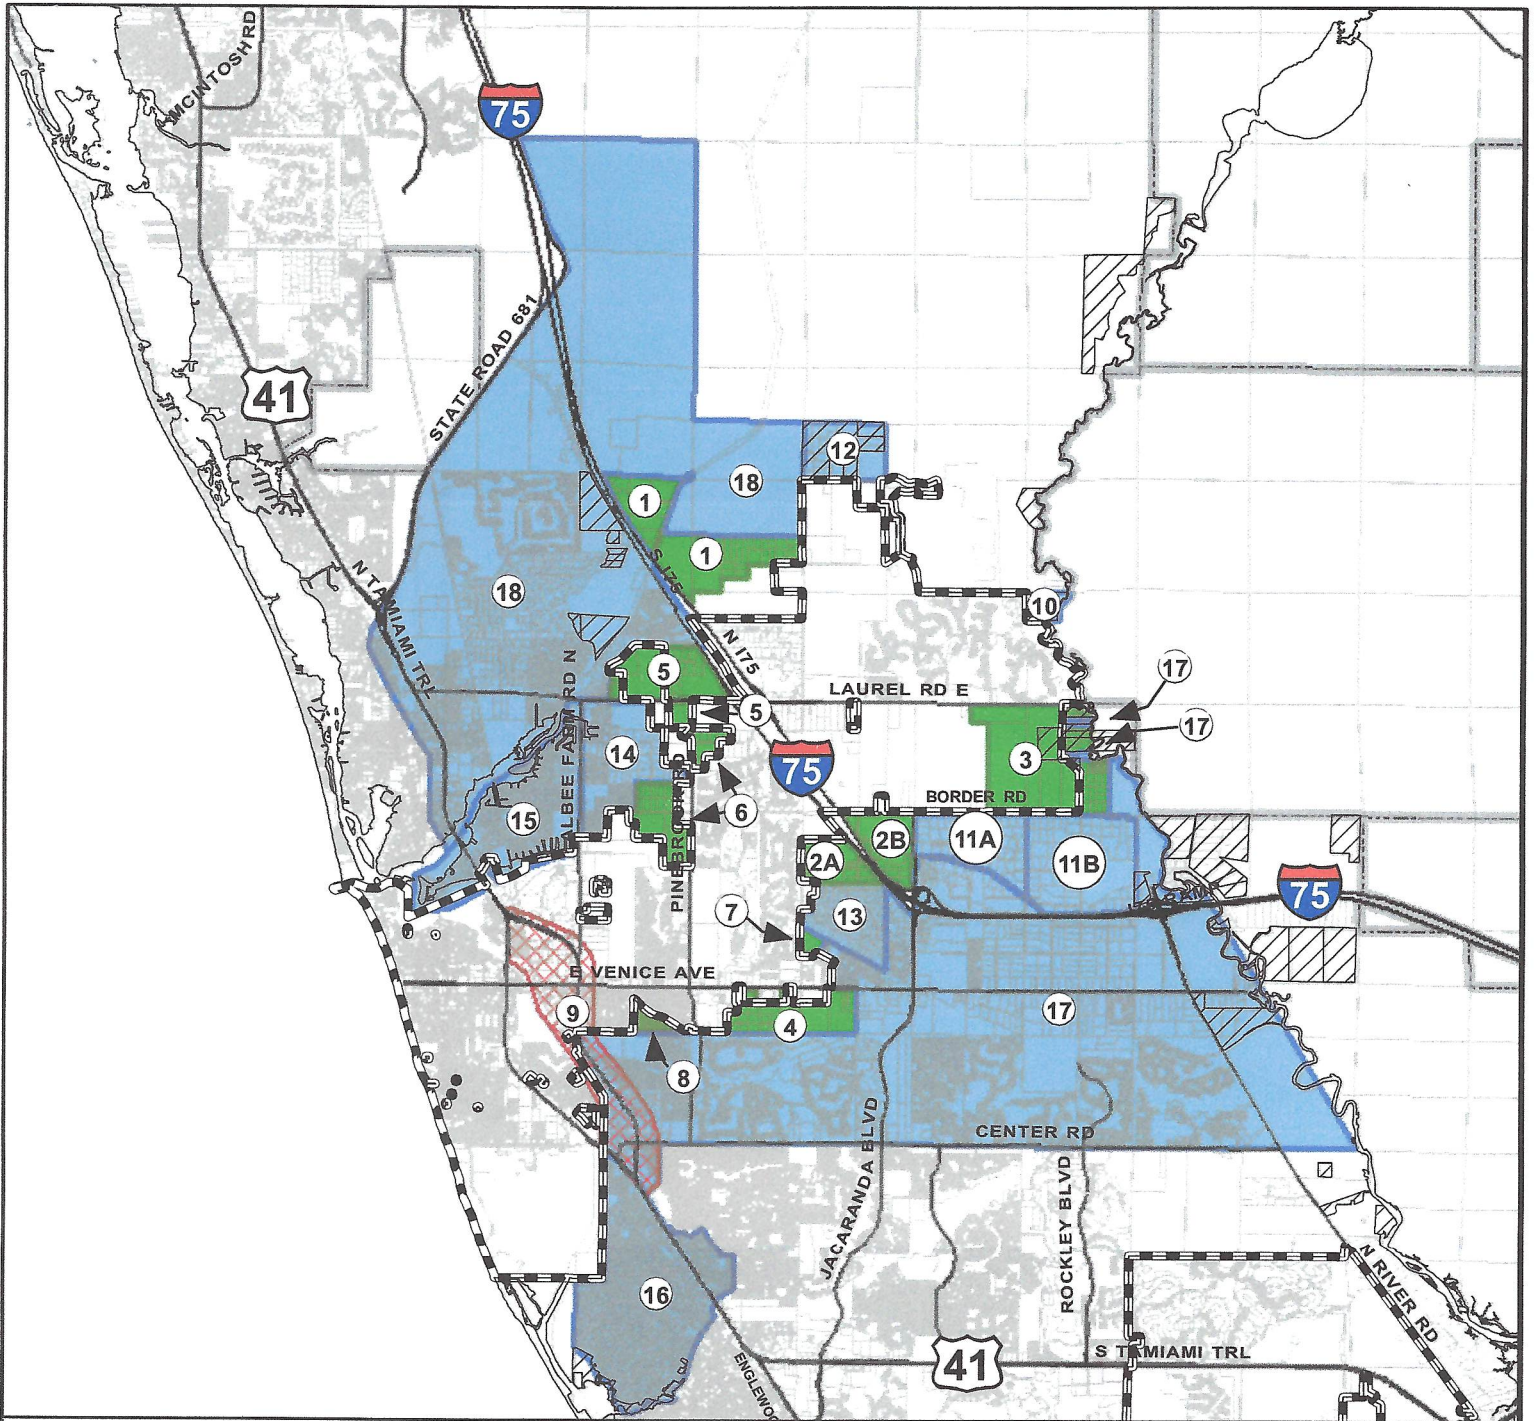 MCINTOSH RD
75
STATE ROAD 681
41
12
18
1
1
S I75
18
N TAMIAMI TRL
10
N I75
5
LAUREL RD E
17
5
17
ALBEE FARM RD N
14
3
75
BORDER RD
6
15
2B
11A
2A
11B
PINEBROOK RD
75
7
13
E VENICE AVE
9
17
4
8
JACARANDA BLVD
CENTER RD
ROCKLEY BLVD
16
N RIVER RD
S TAMIAMI TRL
41